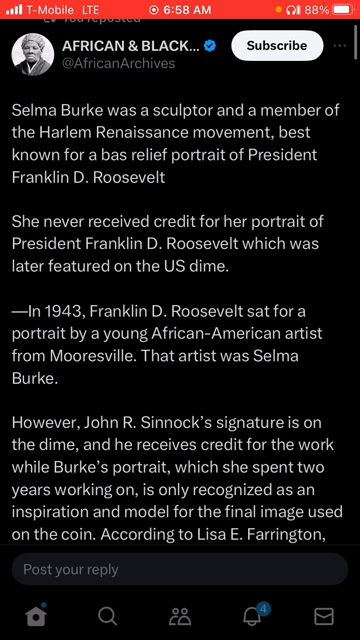 T-Mobile LTE 6:58 AM 88%
You reposted
AFRICAN & BLACK...
Subscribe
@AfricanArchives
Selma Burke was a sculptor and a member of
the Harlem Renaissance movement, best
known for a bas relief portrait of President
Franklin D. Roosevelt
She never received credit for her portrait of
President Franklin D. Roosevelt which was
later featured on the US dime.
—In 1943, Franklin D. Roosevelt sat for a
portrait by a young African-American artist
from Mooresville. That artist was Selma
Burke.
However, John R. Sinnock's signature is on
the dime, and he receives credit for the work
while Burke's portrait, which she spent two
years working on, is only recognized as an
inspiration and model for the final image used
on the coin. According to Lisa E. Farrington,
Post your reply
4